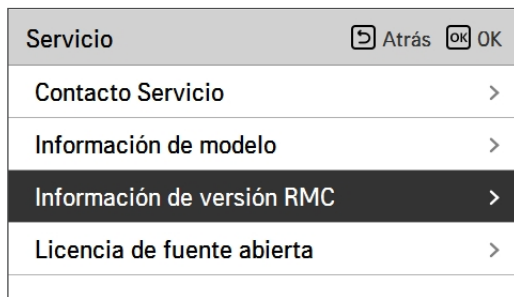 Servicio Atrás OK OK
Contacto Servicio >
Información de modelo >
Información de versión RMC >
Licencia de fuente abierta >